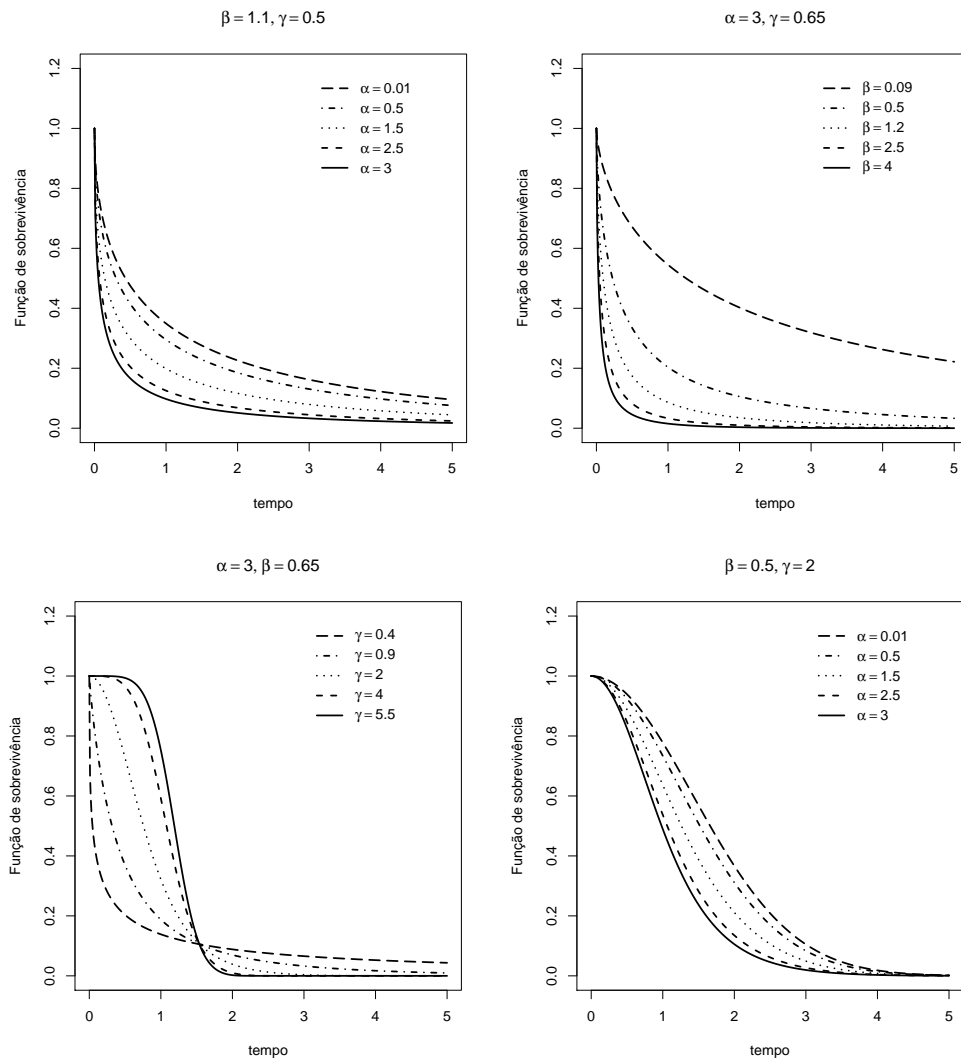 β = 1.1, γ = 0.5
Função de sobrevivência
0.0 0.2 0.4 0.6 0.8 1.0 1.2
α = 0.01
α = 0.5
α = 1.5
α = 2.5
α = 3
0 1 2 3 4 5
tempo
α = 3, γ = 0.65
Função de sobrevivência
0.0 0.2 0.4 0.6 0.8 1.0 1.2
β = 0.09
β = 0.5
β = 1.2
β = 2.5
β = 4
0 1 2 3 4 5
tempo
α = 3, β = 0.65
Função de sobrevivência
0.0 0.2 0.4 0.6 0.8 1.0 1.2
γ = 0.4
γ = 0.9
γ = 2
γ = 4
γ = 5.5
0 1 2 3 4 5
tempo
β = 0.5, γ = 2
Função de sobrevivência
0.0 0.2 0.4 0.6 0.8 1.0 1.2
α = 0.01
α = 0.5
α = 1.5
α = 2.5
α = 3
0 1 2 3 4 5
tempo